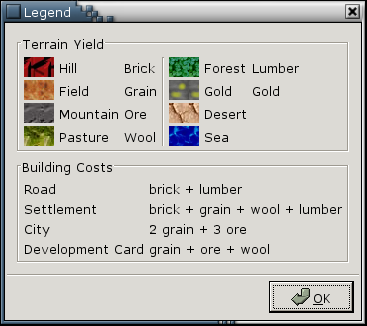 Legend
Terrain Yield
Hill Brick Forest Lumber
Field Grain Gold Gold
Mountain Ore Desert
Pasture Wool Sea
Building Costs
Road brick + lumber
Settlement brick + grain + wool + lumber
City 2 grain + 3 ore
Development Card grain + ore + wool
OK